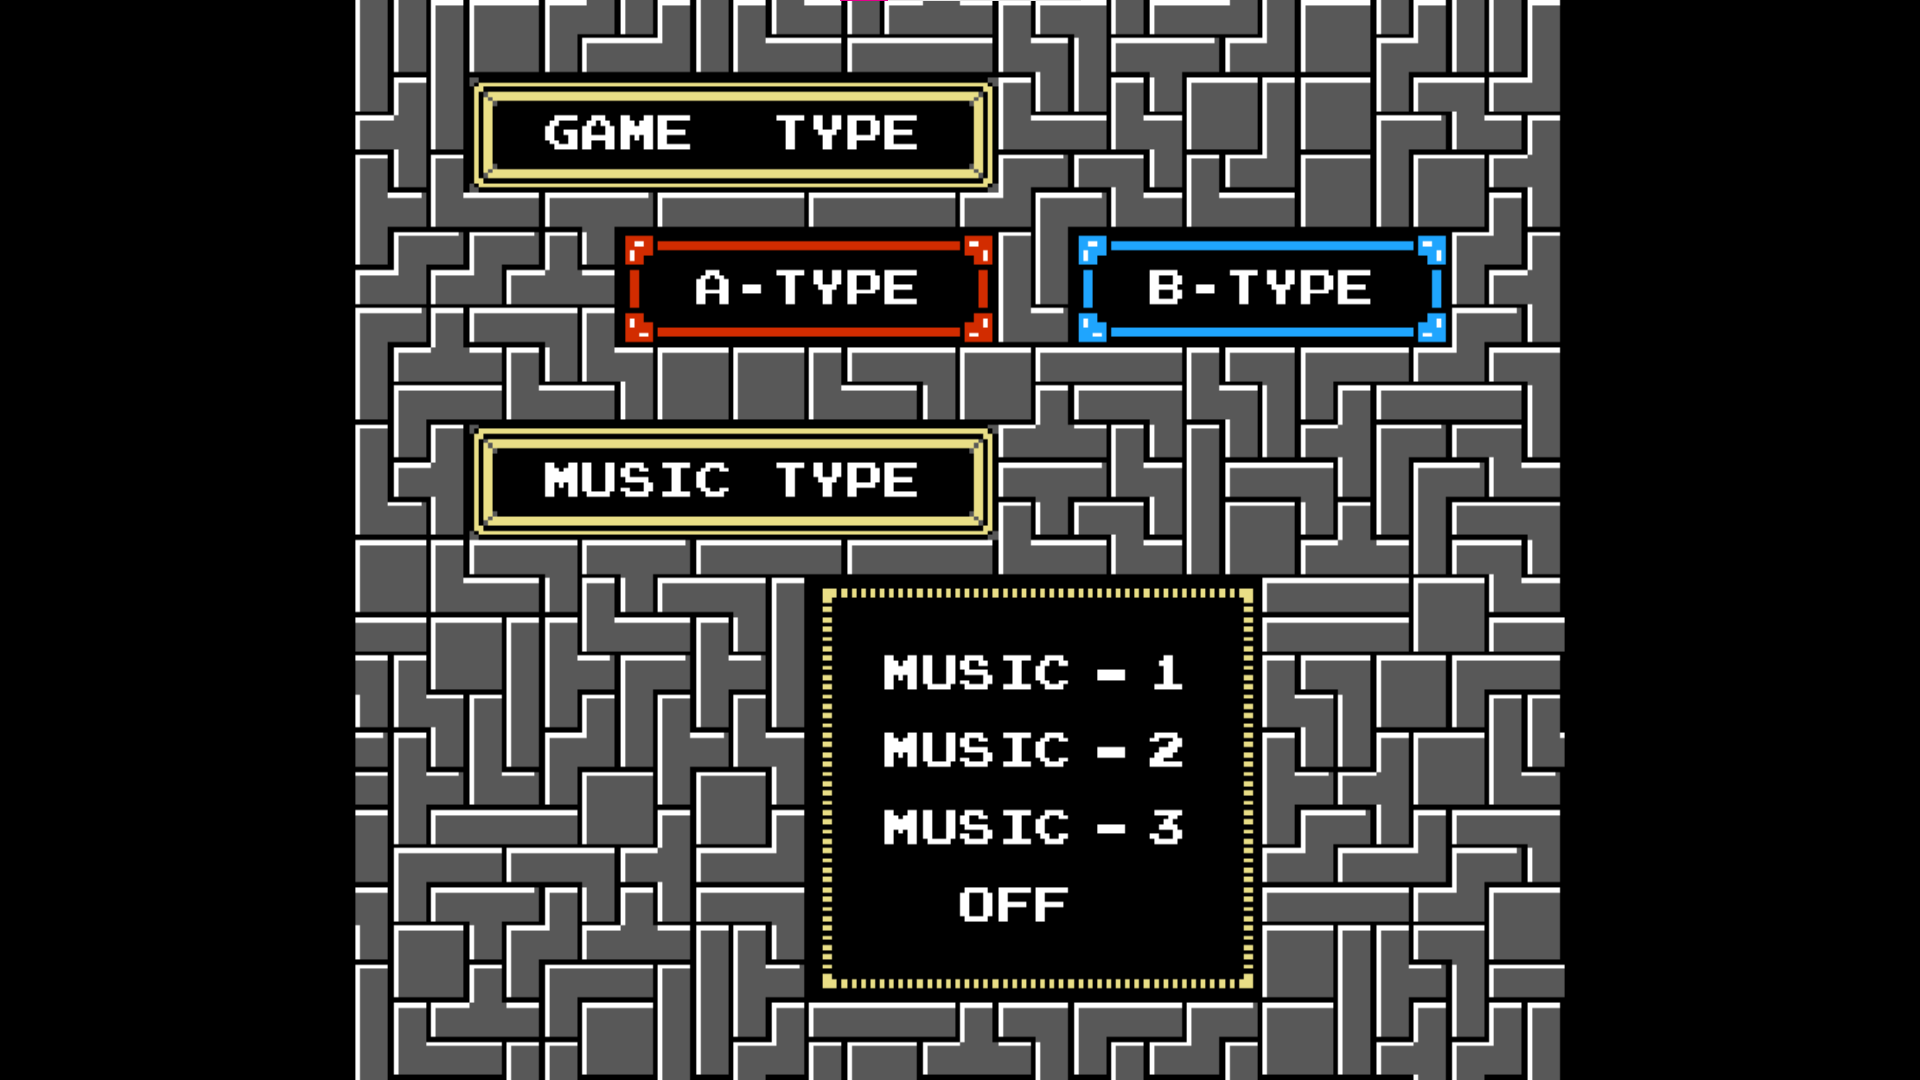 GAME TYPE
A-TYPE B-TYPE
MUSIC TYPE
MUSIC - 1
MUSIC - 2
MUSIC - 3
OFF